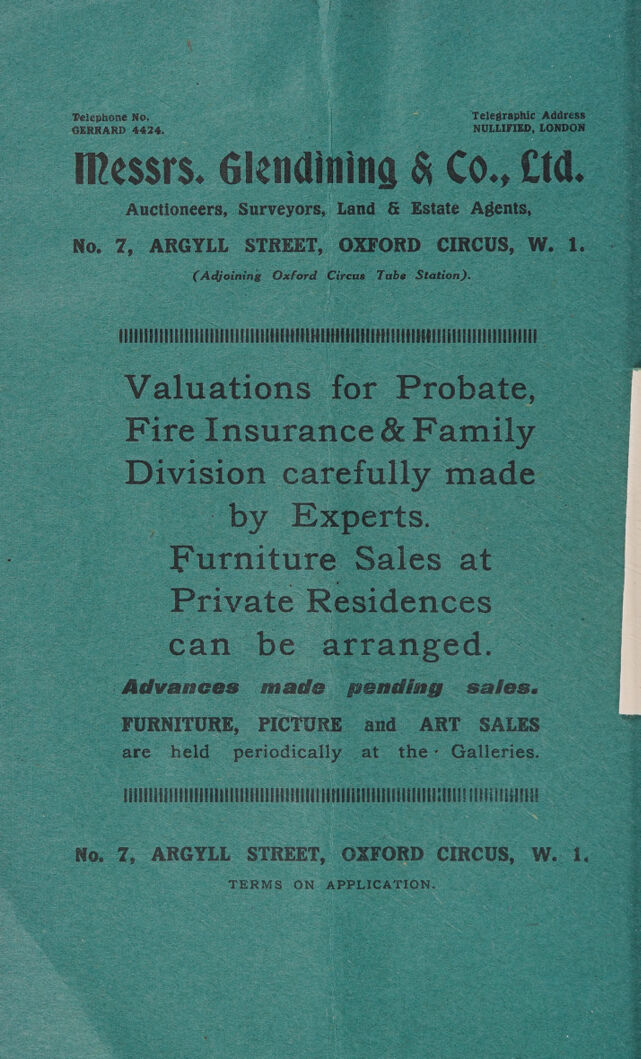 Telephone No.
GERRARD 4424.
Telegraphic Address
NULLIFIED, LONDON
Messrs. Glendining & Co., Ltd.
Auctioneers, Surveyors, Land & Estate Agents,
No. 7, ARGYLL STREET, OXFORD CIRCUS, W. 1.
(Adjoining Oxford Circus Tube Station).
Valuations for Probate,
Fire Insurance & Family
Division carefully made
by Experts.
Furniture Sales at
Private Residences
can be arranged.
Advances made pending sales.
FURNITURE, PICTURE and ART SALES
are held periodically at the Galleries.
No. 7, ARGYLL STREET, OXFORD CIRCUS, W. 1.
TERMS ON APPLICATION.